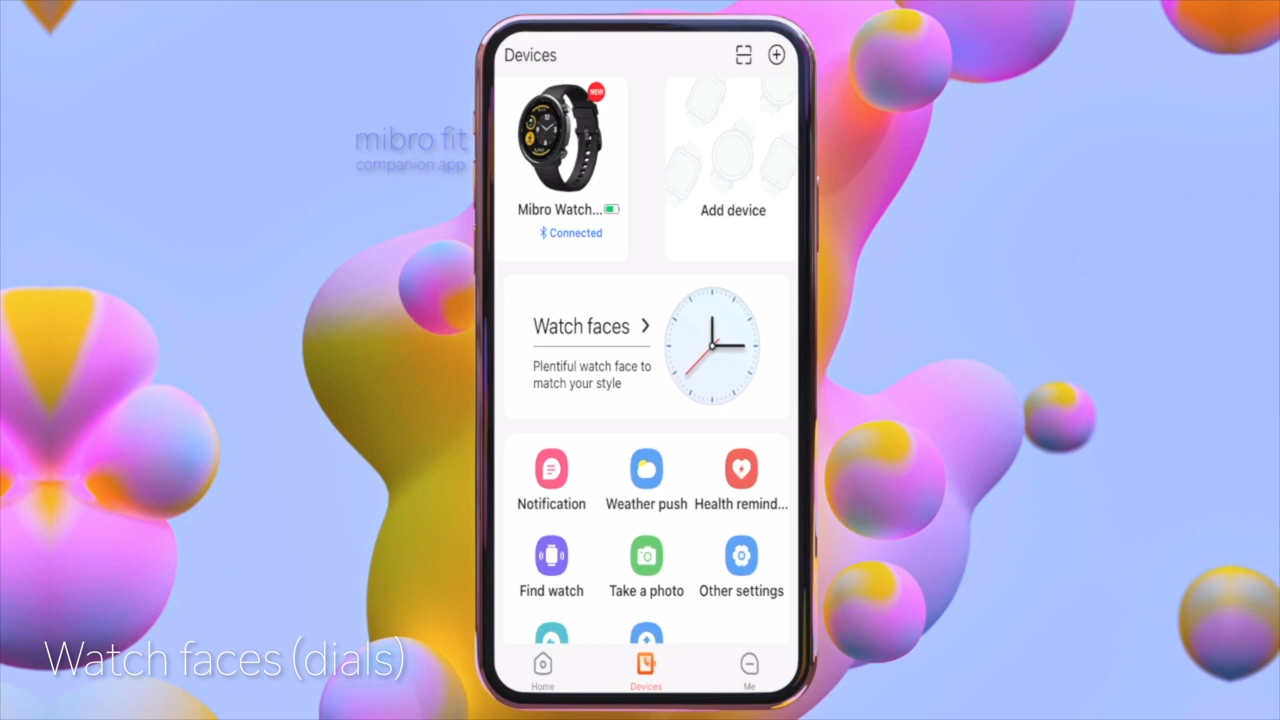 Devices
mibro fit
companion app
NEW
Mibro Watch...
Connected
Add device
Watch faces
Plentiful watch face to
match your style
Notification
Weather push
Health remind...
Find watch
Take a photo
Other settings
Watch faces (dials)
Home
Devices
Me